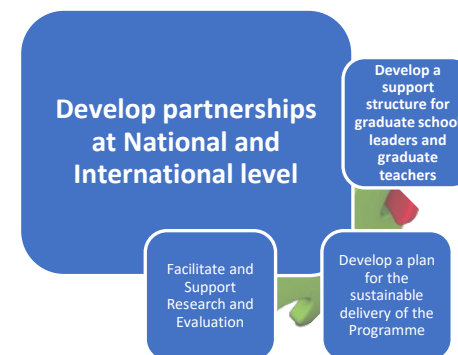 Develop partnerships
at National and
International level
Develop a
support
structure for
graduate schoo
leaders and
graduate
teachers
Facilitate and
Support
Research and
Evaluation
Develop a plan
for the
sustainable
delivery of the
Programme